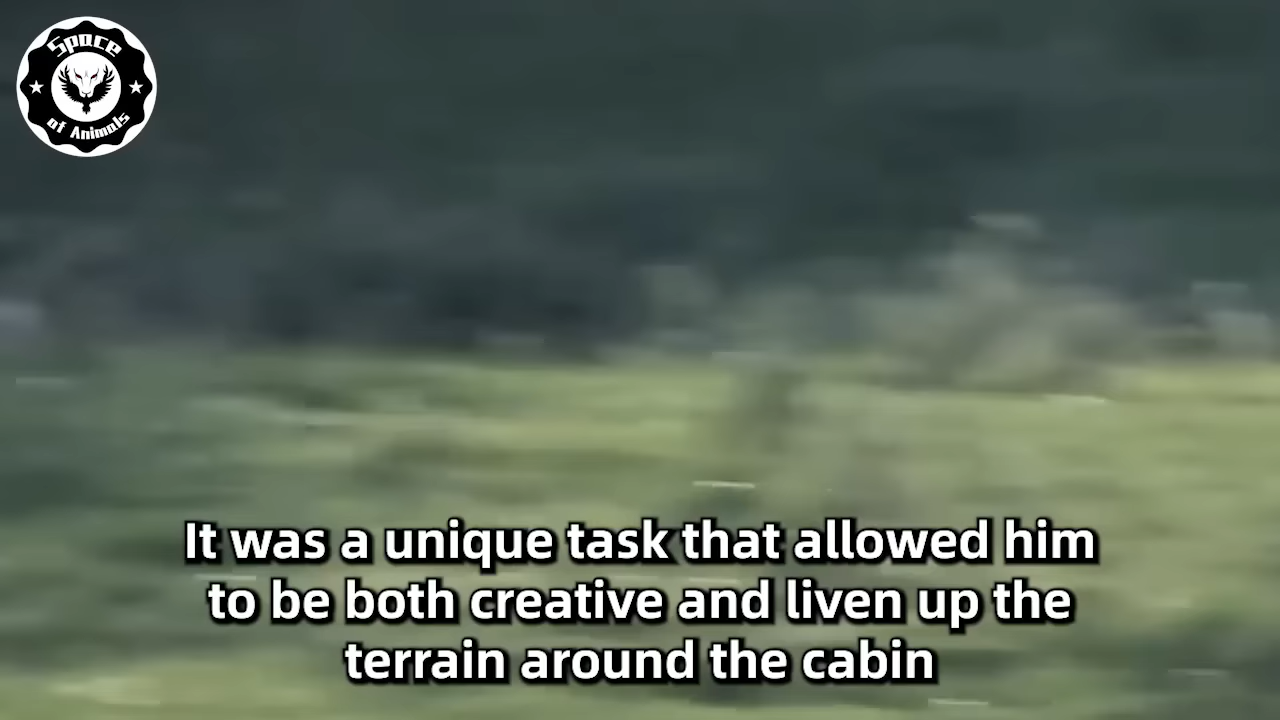 Space
of Animals
It was a unique task that allowed him
to be both creative and liven up the
terrain around the cabin